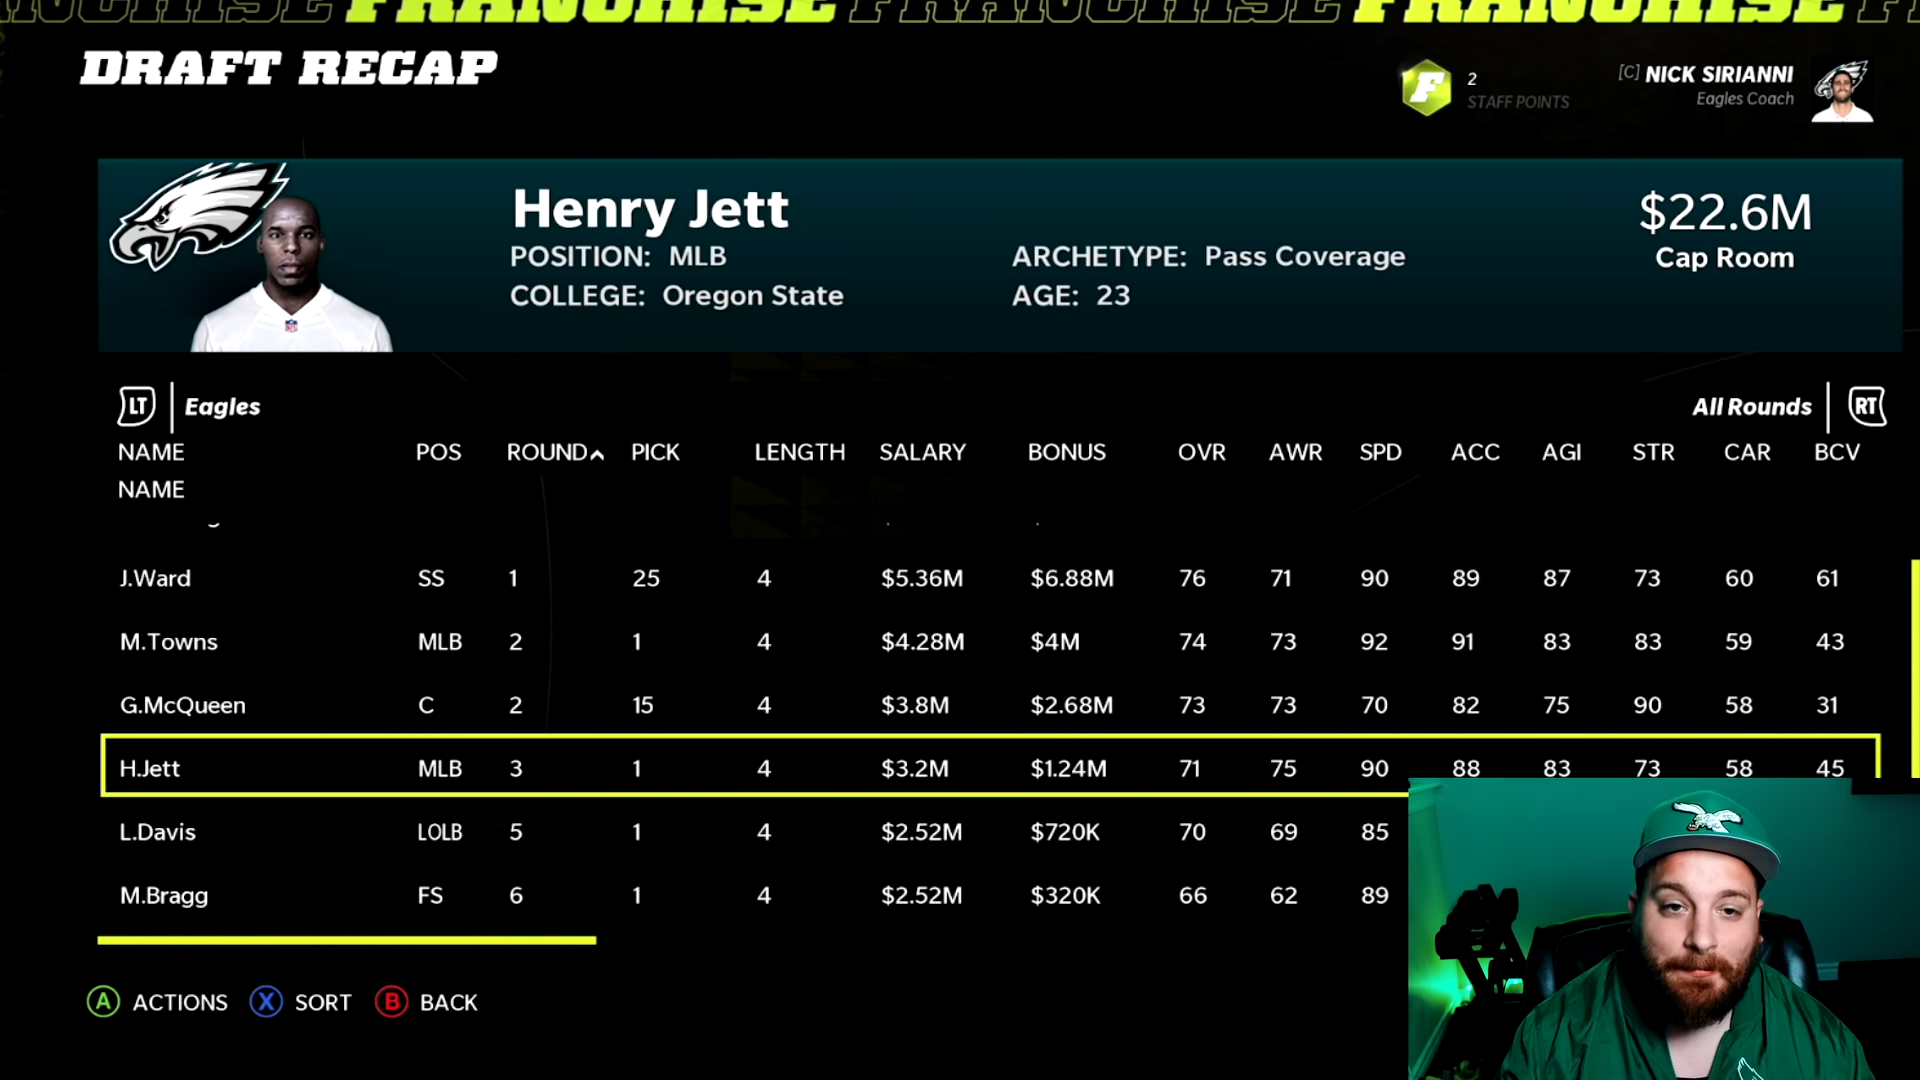 FRANCHISE FRANCHISE FRANCHISE FRANCHISE
DRAFT RECAP
2
STAFF POINTS
[C] NICK SIRIANNI
Eagles Coach
Henry Jett
POSITION: MLB
ARCHETYPE: Pass Coverage
COLLEGE: Oregon State
AGE: 23
$22.6M
Cap Room
LT Eagles
All Rounds RT
NAME POS ROUND PICK LENGTH SALARY BONUS OVR AWR SPD ACC AGI STR CAR BCV
NAME
J.Ward SS 1 25 4 $5.36M $6.88M 76 71 90 89 87 73 60 61
M.Towns MLB 2 1 4 $4.28M $4M 74 73 92 91 83 83 59 43
G.McQueen C 2 15 4 $3.8M $2.68M 73 73 70 82 75 90 58 31
H.Jett MLB 3 1 4 $3.2M $1.24M 71 75 90 88 83 73 58 45
L.Davis LOLB 5 1 4 $2.52M $720K 70 69 85
M.Bragg FS 6 1 4 $2.52M $320K 66 62 89
A ACTIONS X SORT B BACK